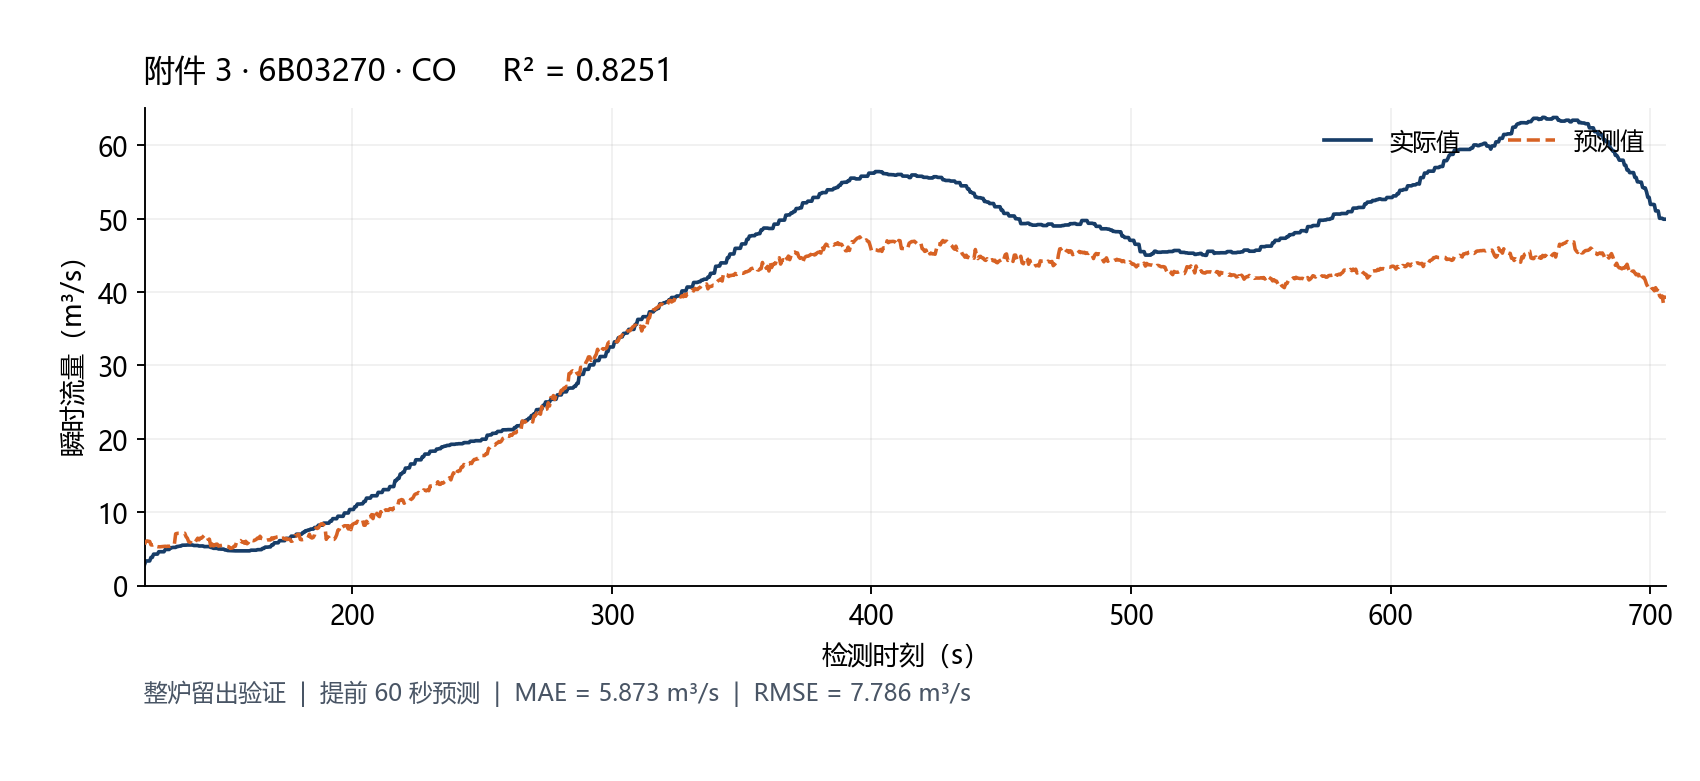 附件 3 · 6B03270 · CO R² = 0.8251
实际值 预测值
瞬时流量（m³/s）
60
50
40
30
20
10
0
200 300 400 500 600 700
检测时刻（s）
整炉留出验证 | 提前 60 秒预测 | MAE = 5.873 m³/s | RMSE = 7.786 m³/s